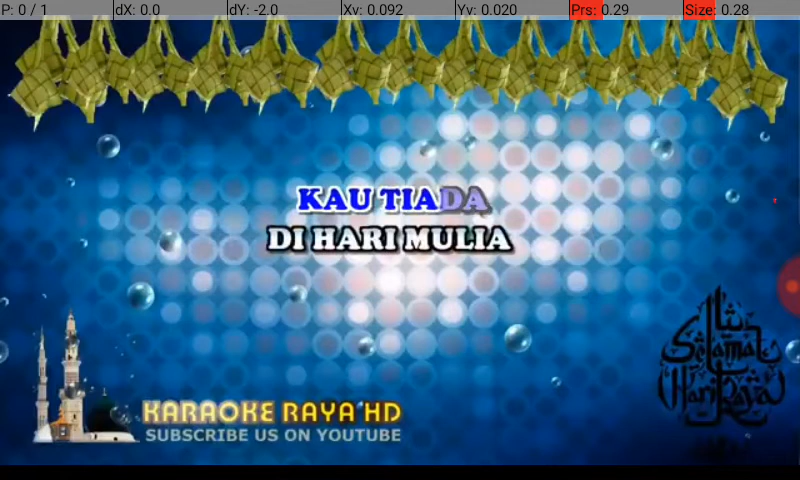 P: 0 / 1 dX: 0.0 dY: -2.0 Xv: 0.092 Yv: 0.020 Prs: 0.29 Size: 0.28
KAU TIADA
DI HARI MULIA
Selamat
Hari Raya
KARAOKE RAYA HD
SUBSCRIBE US ON YOUTUBE